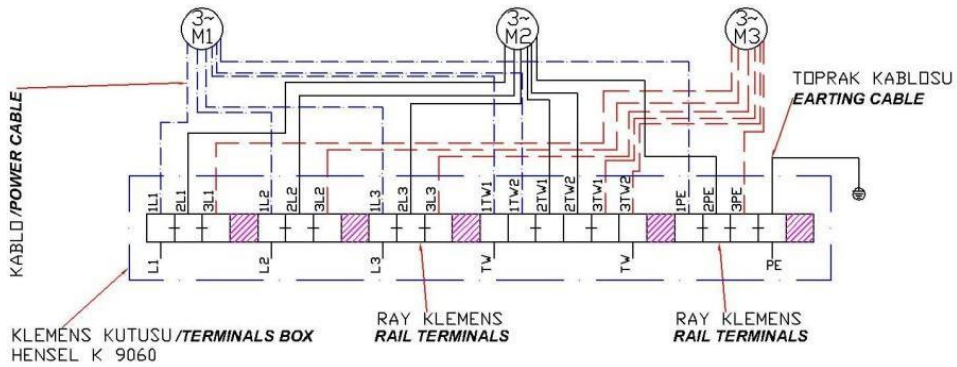 3~
M1
3~
M2
3~
M3
KABLO /POWER CABLE
TOPRAK KABLOSU
EARTING CABLE
1L1
2L1
3L1
1L2
2L2
3L2
1L3
2L3
3L3
1TW1
1TW2
2TW1
2TW2
3TW1
3TW2
1PE
2PE
3PE
L1
L2
L3
TW
TW
PE
KLEMENS KUTUSU /TERMINALS BOX
HENSEL K 9060
RAY KLEMENS
RAIL TERMINALS
RAY KLEMENS
RAIL TERMINALS